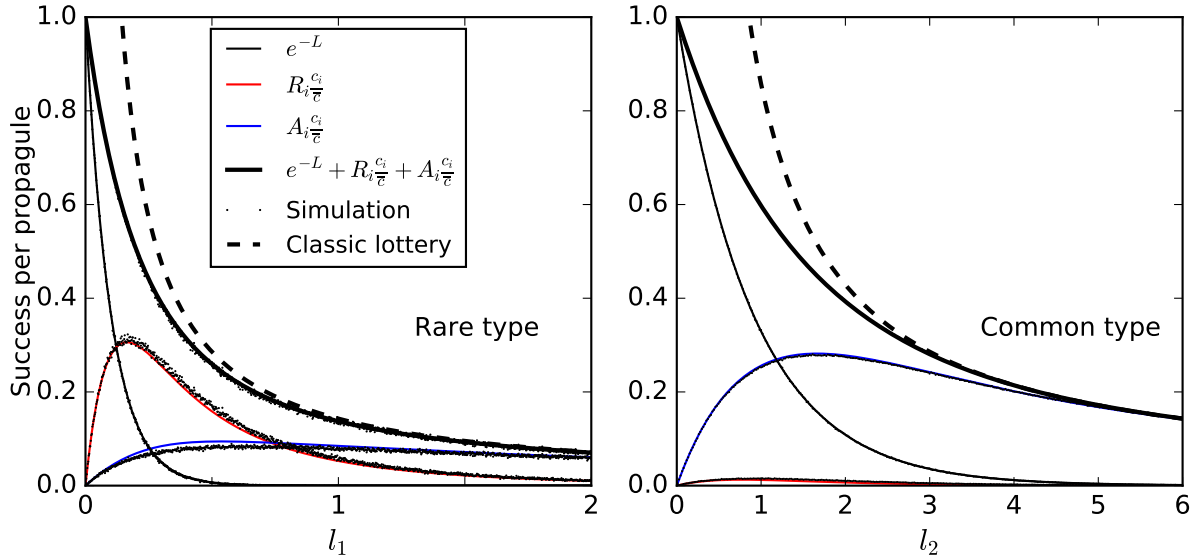 Success per propagule
1.0
0.8
0.6
0.4
0.2
0.0
0
1
2
l₁
e^{-L}
R_i c_i/c̄
A_i c_i/c̄
e^{-L} + R_i c_i/c̄ + A_i c_i/c̄
Simulation
Classic lottery
Rare type
1.0
0.8
0.6
0.4
0.2
0.0
0
1
2
3
4
5
6
l₂
Common type